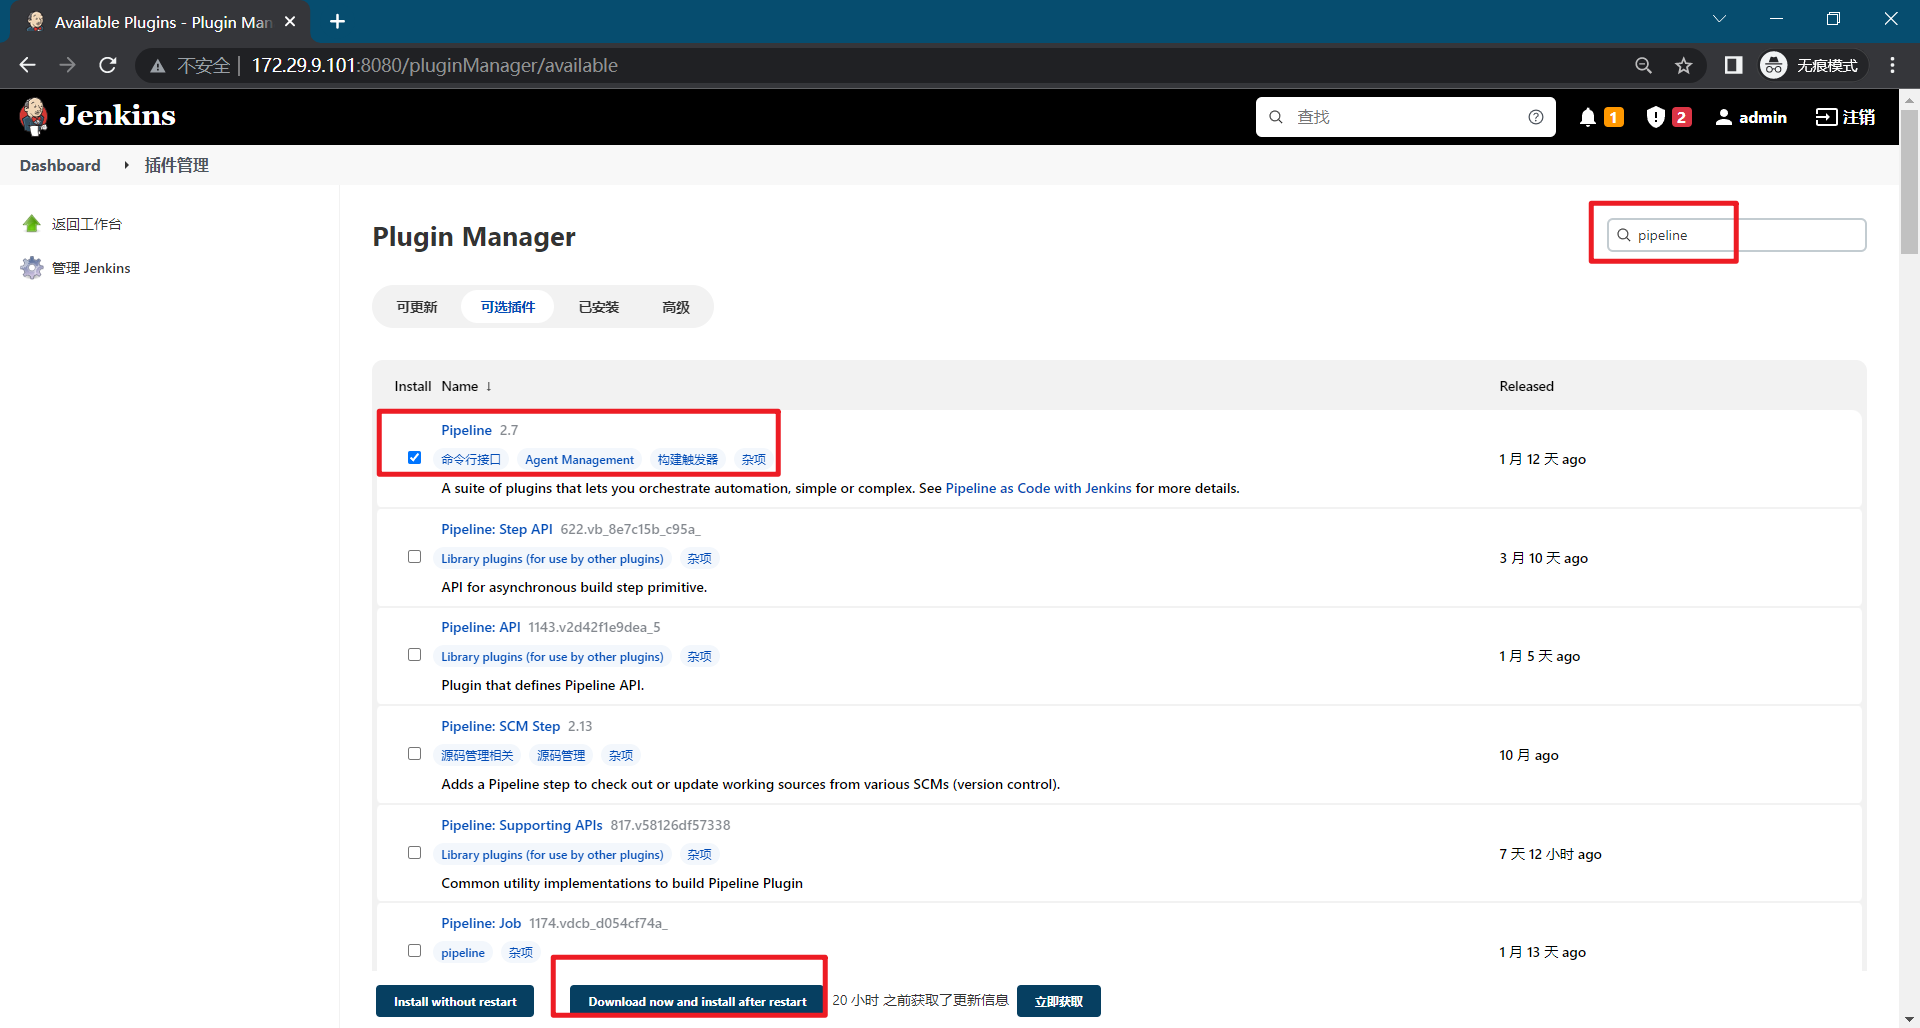 Available Plugins - Plugin Man
不安全 172.29.9.101:8080/pluginManager/available 无痕模式
Jenkins 查找 1 2 admin 注销
Dashboard 插件管理
返回工作台
管理 Jenkins
Plugin Manager
pipeline
可更新 可选插件 已安装 高级
Install Name ↓ Released
Pipeline 2.7
命令行接口 Agent Management 构建触发器 杂项
1 月 12 天 ago
A suite of plugins that lets you orchestrate automation, simple or complex. See Pipeline as Code with Jenkins for more details.
Pipeline: Step API 622.vb_8e7c15b_c95a_
Library plugins (for use by other plugins) 杂项
3 月 10 天 ago
API for asynchronous build step primitive.
Pipeline: API 1143.v2d42f1e9dea_5
Library plugins (for use by other plugins) 杂项
1 月 5 天 ago
Plugin that defines Pipeline API.
Pipeline: SCM Step 2.13
源码管理相关 源码管理 杂项
10 月 ago
Adds a Pipeline step to check out or update working sources from various SCMs (version control).
Pipeline: Supporting APIs 817.v58126df57338
Library plugins (for use by other plugins) 杂项
7 天 12 小时 ago
Common utility implementations to build Pipeline Plugin
Pipeline: Job 1174.vdcb_d054cf74a_
pipeline 杂项
1 月 13 天 ago
Install without restart Download now and install after restart 20 小时 之前获取了更新信息 立即获取